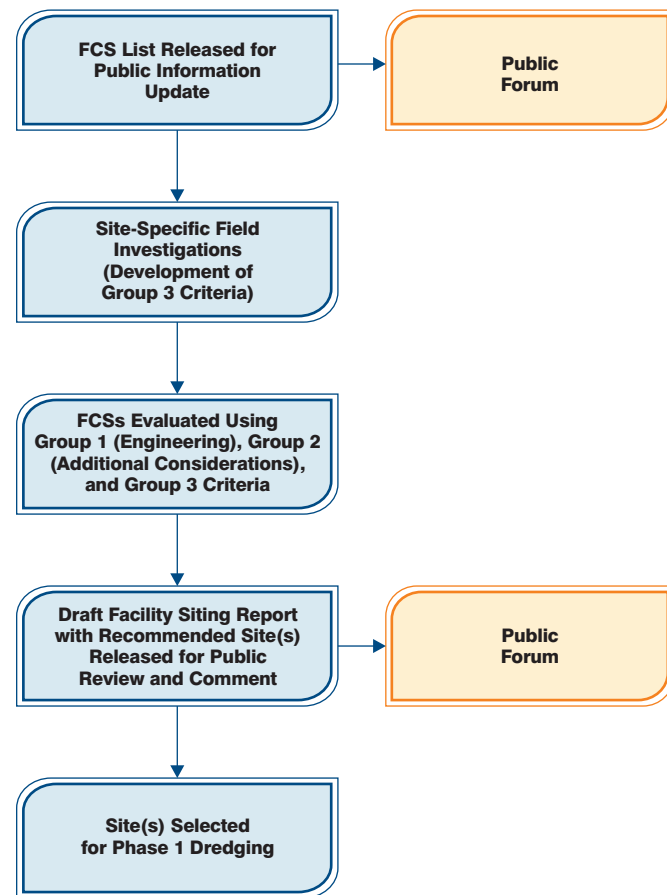 FCS List Released for
Public Information
Update
Public
Forum
Site-Specific Field
Investigations
(Development of
Group 3 Criteria)
FCSs Evaluated Using
Group 1 (Engineering), Group 2
(Additional Considerations),
and Group 3 Criteria
Draft Facility Siting Report
with Recommended Site(s)
Released for Public
Review and Comment
Public
Forum
Site(s) Selected
for Phase 1 Dredging